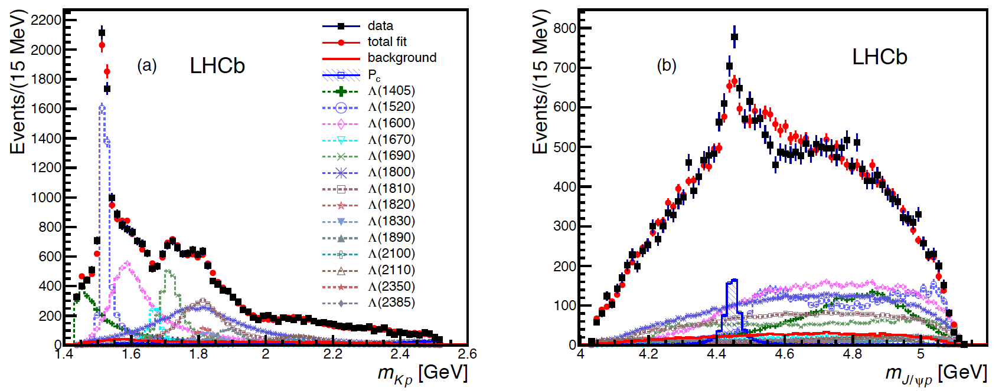 Events/(15 MeV)
2200
2000
1800
1600
1400
1200
1000
800
600
400
200
0
1.4 1.6 1.8 2 2.2 2.4 2.6
m_Kp [GeV]
(a) LHCb
data
total fit
background
P_c
Λ(1405)
Λ(1520)
Λ(1600)
Λ(1670)
Λ(1690)
Λ(1800)
Λ(1810)
Λ(1820)
Λ(1830)
Λ(1890)
Λ(2100)
Λ(2110)
Λ(2350)
Λ(2385)
Events/(15 MeV)
800
700
600
500
400
300
200
100
0
4 4.2 4.4 4.6 4.8 5
m_J/ψp [GeV]
(b) LHCb